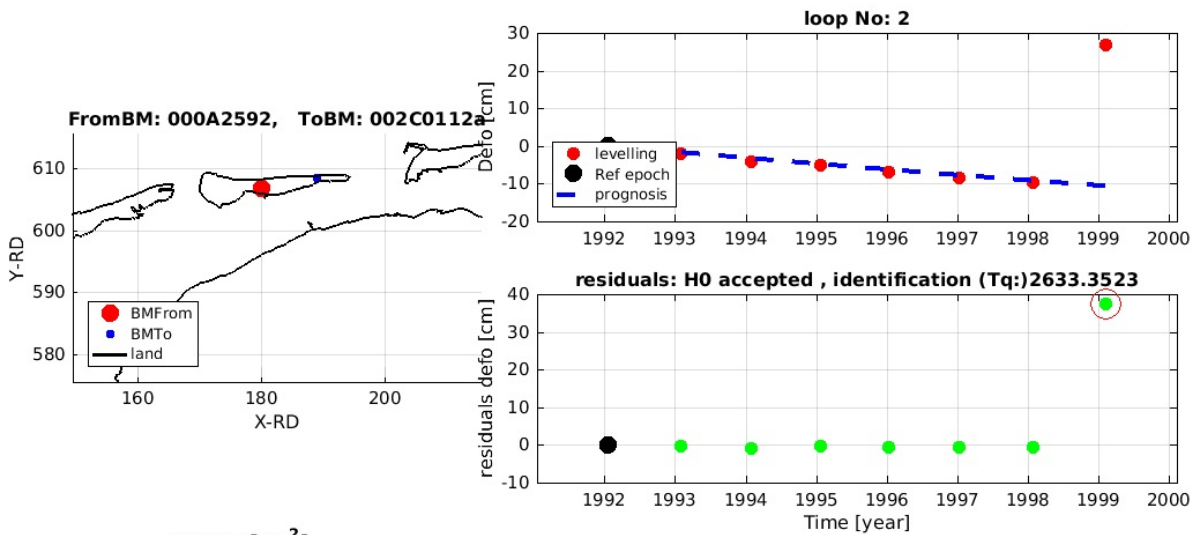 FromBM: 000A2592, ToBM: 002C0112a
Y-RD
610
600
590
580
BMFrom
BMTo
land
160
180
200
X-RD
loop No: 2
Defo [cm]
30
20
10
0
-10
-20
levelling
Ref epoch
prognosis
1992
1993
1994
1995
1996
1997
1998
1999
2000
residuals: H0 accepted , identification (Tq:)2633.3523
residuals defo [cm]
40
30
20
10
0
-10
1992
1993
1994
1995
1996
1997
1998
1999
2000
Time [year]